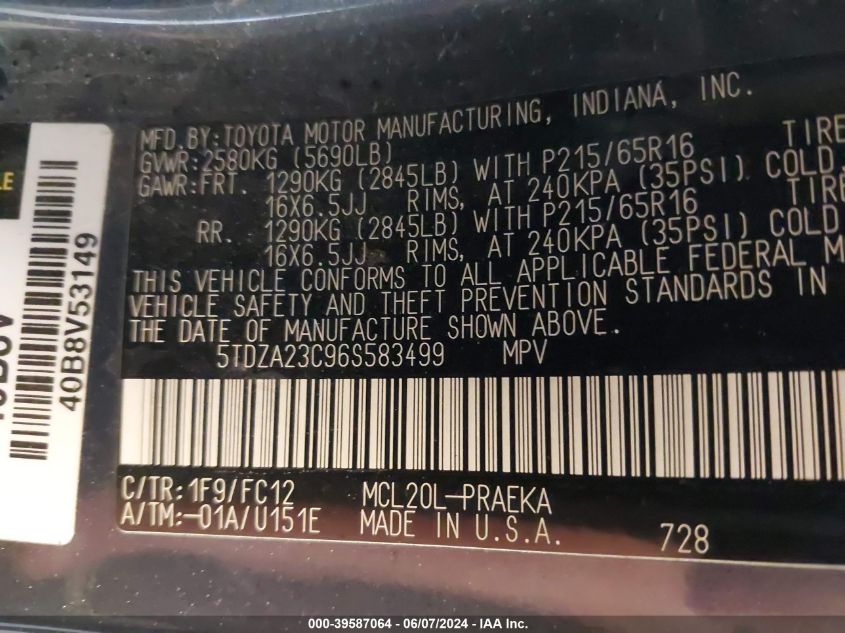 MFD.BY:TOYOTA MOTOR MANUFACTURING, INDIANA, INC.
GVWR:2580KG (5690LB)
GAWR:FRT. 1290KG (2845LB) WITH P215/65R16 TIRE
16X6.5JJ RIMS, AT 240KPA (35PSI) COLD.
RR. 1290KG (2845LB) WITH P215/65R16 TIRE
16X6.5JJ RIMS, AT 240KPA (35PSI) COLD
THIS VEHICLE CONFORMS TO ALL APPLICABLE FEDERAL M
VEHICLE SAFETY AND THEFT PREVENTION STANDARDS IN
THE DATE OF MANUFACTURE SHOWN ABOVE.
5TDZA23C96S583499 MPV
C/TR:1F9/FC12 MCL20L-PRAEKA
A/TM:-01A/U151E MADE IN U.S.A. 728
40B8V53149
000-39587064 - 06/07/2024 - IAA Inc.